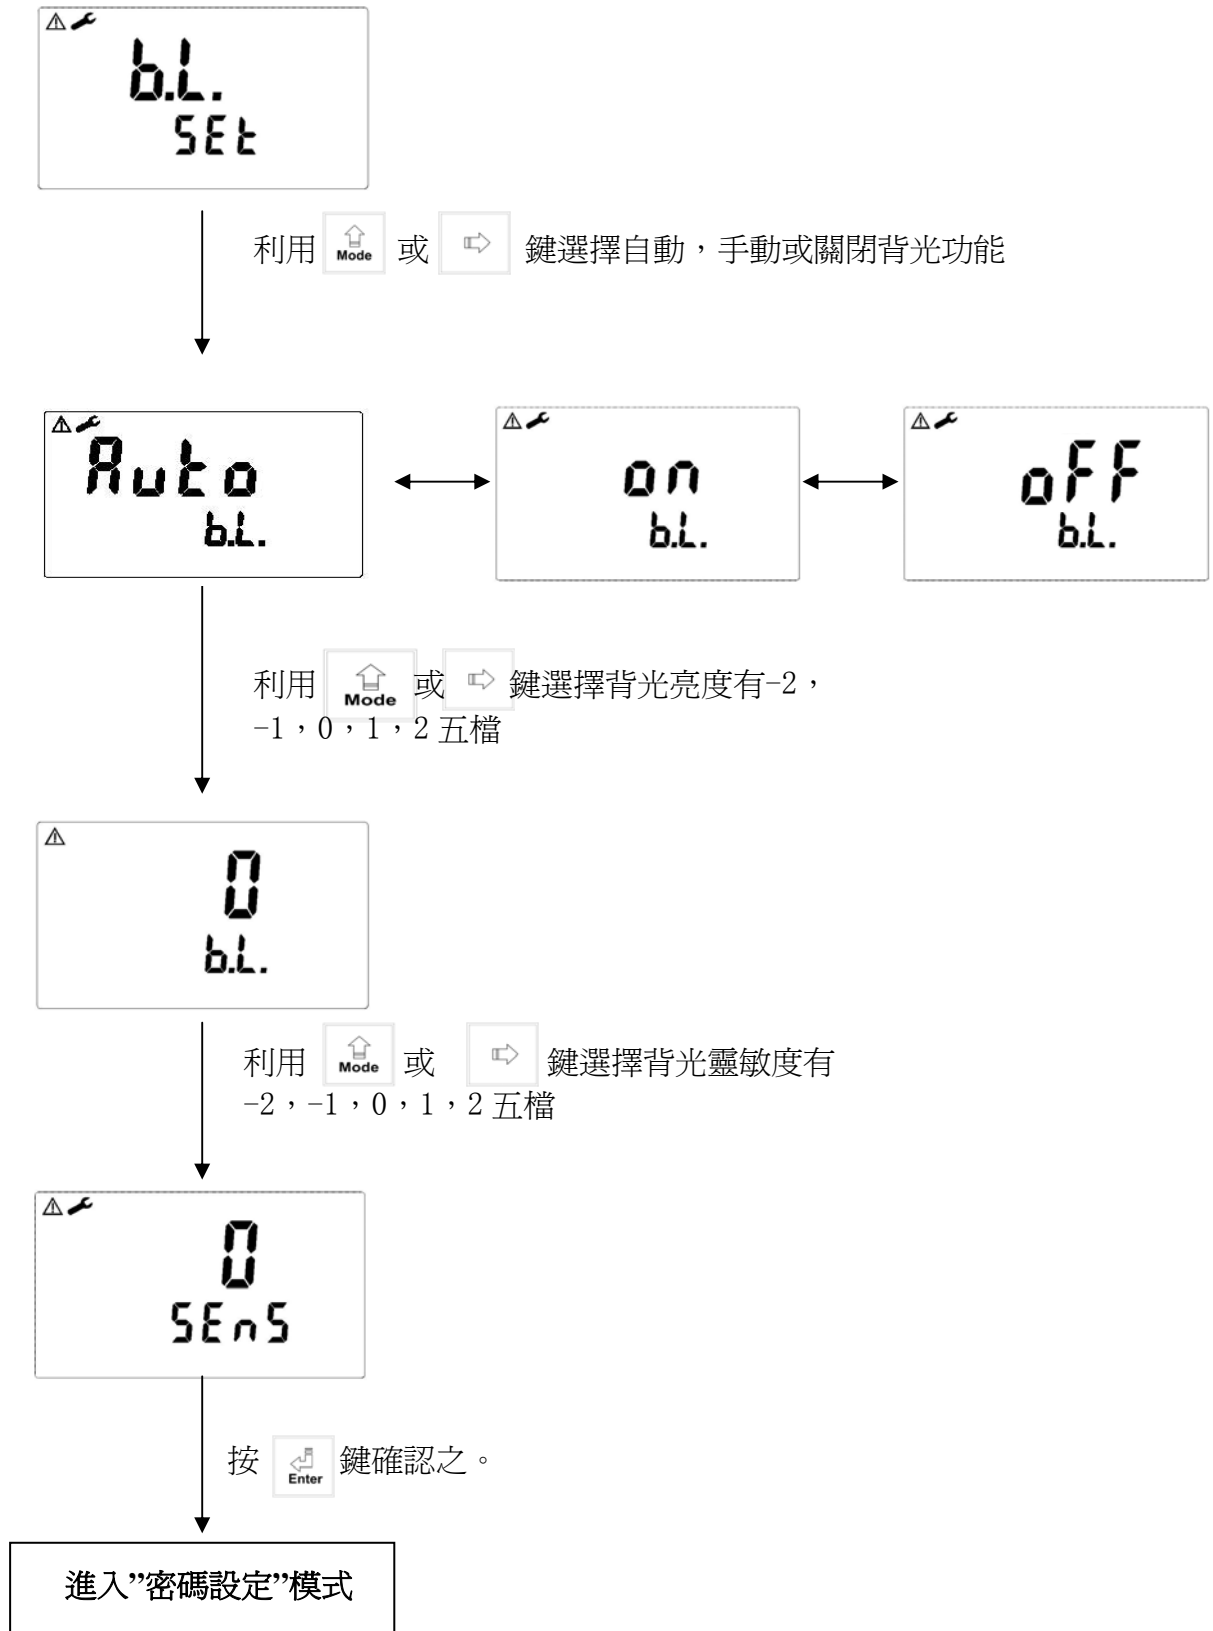 b.L.
SEt
利用 Mode 或 鍵選擇自動，手動或關閉背光功能
Auto
b.L.
on
b.L.
oFF
b.L.
利用 Mode 或 鍵選擇背光亮度有-2，
-1，0，1，2 五檔
0
b.L.
利用 Mode 或 鍵選擇背光靈敏度有
-2，-1，0，1，2 五檔
0
SEnS
按 Enter 鍵確認之。
進入”密碼設定”模式